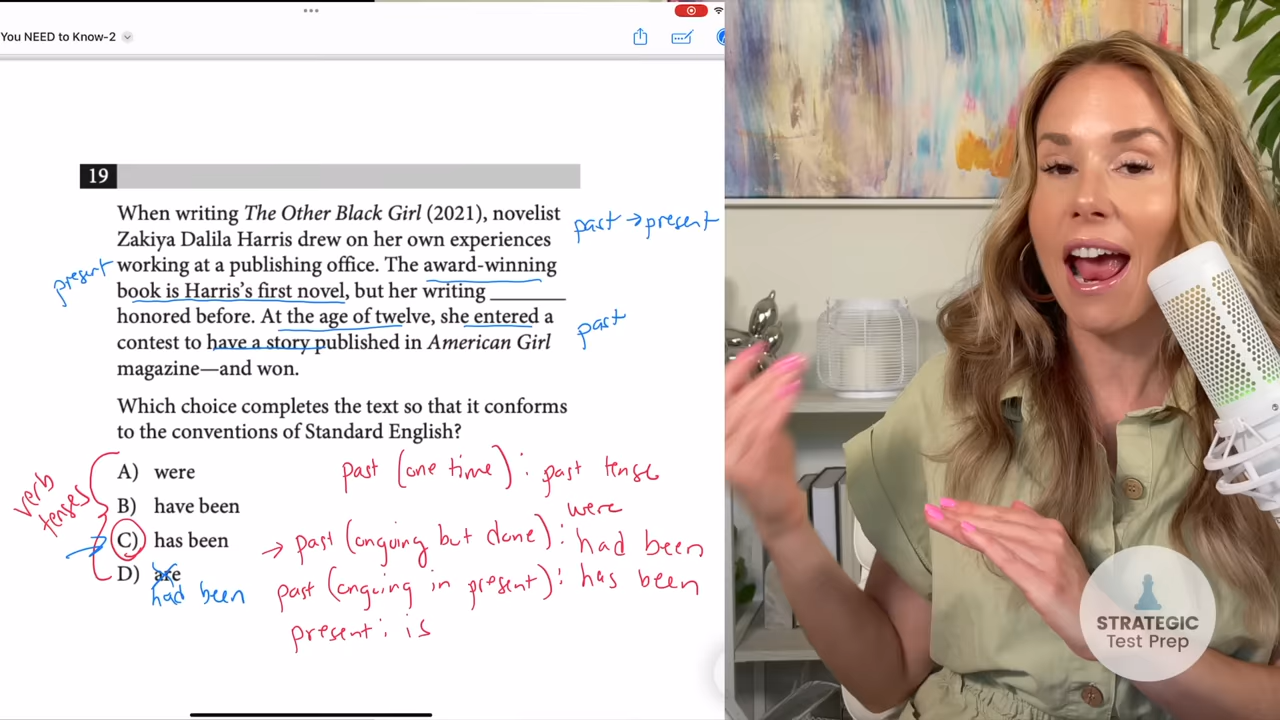 You NEED to Know-2
19
When writing The Other Black Girl (2021), novelist
Zakiya Dalila Harris drew on her own experiences
working at a publishing office. The award-winning
book is Harris's first novel, but her writing ______
honored before. At the age of twelve, she entered a
contest to have a story published in American Girl
magazine—and won.
past → present
present
past
Which choice completes the text so that it conforms
to the conventions of Standard English?
verb
tenses
A) were
B) have been
C) has been
D) are
had been
past (one time): past tense
were
→ past (ongoing but done): had been
past (ongoing in present): has been
present: is
STRATEGIC
Test Prep